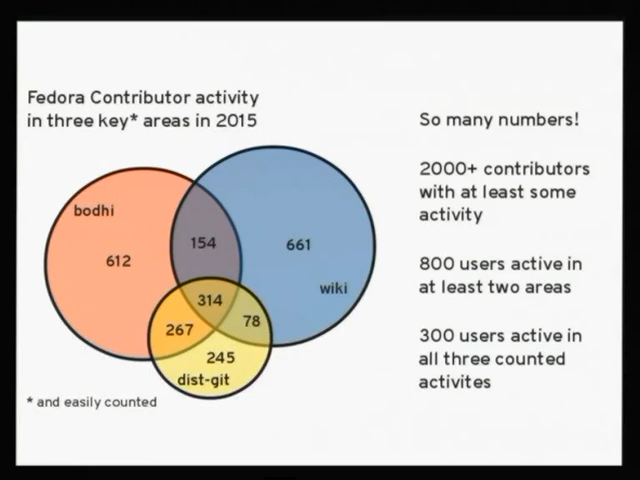 Fedora Contributor activity
in three key* areas in 2015
bodhi
612
154
661
wiki
314
267
78
245
dist-git
* and easily counted
So many numbers!
2000+ contributors
with at least some
activity
800 users active in
at least two areas
300 users active in
all three counted
activites